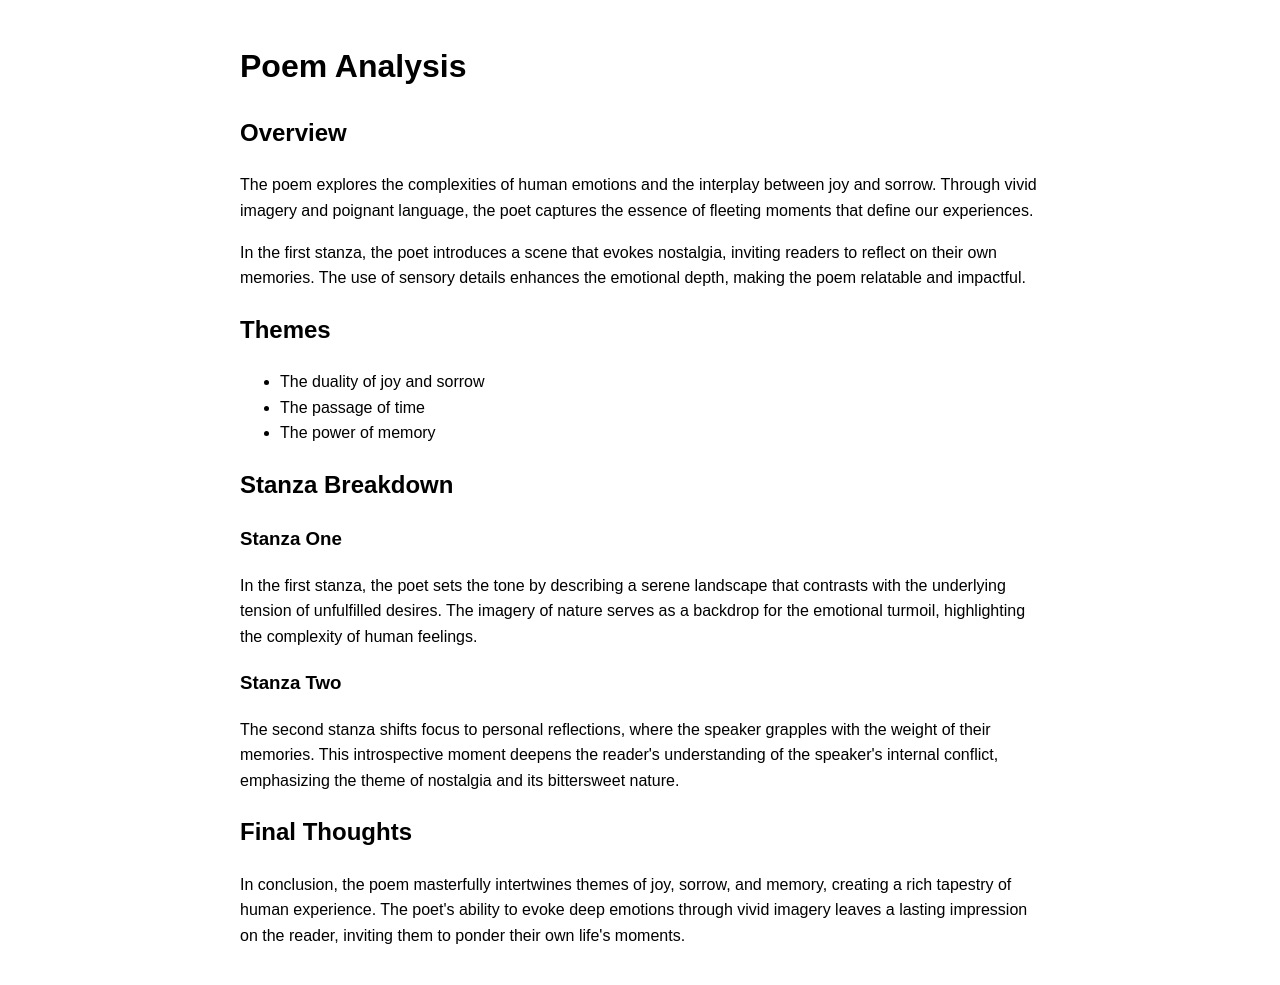 Poem Analysis
Overview
The poem explores the complexities of human emotions and the interplay between joy and sorrow. Through vivid
imagery and poignant language, the poet captures the essence of fleeting moments that define our experiences.
In the first stanza, the poet introduces a scene that evokes nostalgia, inviting readers to reflect on their own
memories. The use of sensory details enhances the emotional depth, making the poem relatable and impactful.
Themes
• The duality of joy and sorrow
• The passage of time
• The power of memory
Stanza Breakdown
Stanza One
In the first stanza, the poet sets the tone by describing a serene landscape that contrasts with the underlying
tension of unfulfilled desires. The imagery of nature serves as a backdrop for the emotional turmoil, highlighting
the complexity of human feelings.
Stanza Two
The second stanza shifts focus to personal reflections, where the speaker grapples with the weight of their
memories. This introspective moment deepens the reader's understanding of the speaker's internal conflict,
emphasizing the theme of nostalgia and its bittersweet nature.
Final Thoughts
In conclusion, the poem masterfully intertwines themes of joy, sorrow, and memory, creating a rich tapestry of
human experience. The poet's ability to evoke deep emotions through vivid imagery leaves a lasting impression
on the reader, inviting them to ponder their own life's moments.